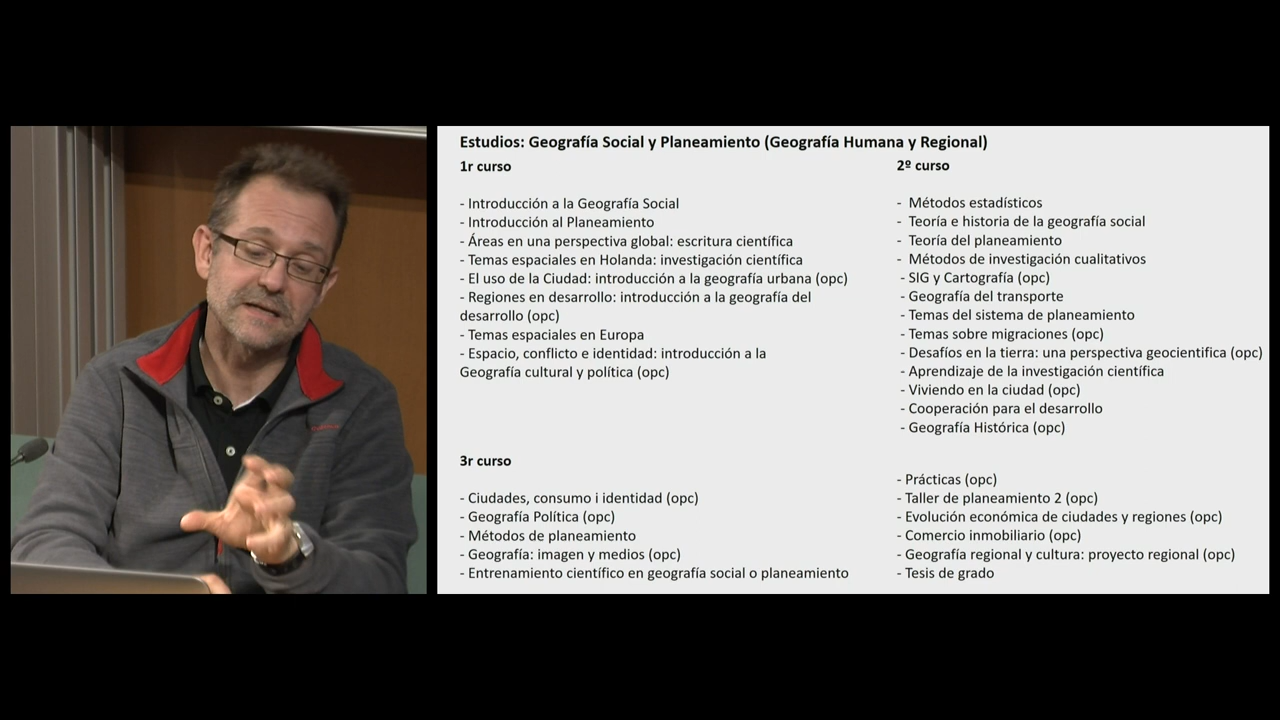 Estudios: Geografía Social y Planeamiento (Geografía Humana y Regional)
1r curso
- Introducción a la Geografía Social
- Introducción al Planeamiento
- Áreas en una perspectiva global: escritura científica
- Temas espaciales en Holanda: investigación científica
- El uso de la Ciudad: introducción a la geografía urbana (opc)
- Regiones en desarrollo: introducción a la geografía del
desarrollo (opc)
- Temas espaciales en Europa
- Espacio, conflicto e identidad: introducción a la
Geografía cultural y política (opc)
2º curso
- Métodos estadísticos
- Teoría e historia de la geografía social
- Teoría del planeamiento
- Métodos de investigación cualitativos
- SIG y Cartografía (opc)
- Geografía del transporte
- Temas del sistema de planeamiento
- Temas sobre migraciones (opc)
- Desafíos en la tierra: una perspectiva geocientifica (opc)
- Aprendizaje de la investigación científica
- Viviendo en la ciudad (opc)
- Cooperación para el desarrollo
- Geografía Histórica (opc)
3r curso
- Ciudades, consumo i identidad (opc)
- Geografía Política (opc)
- Métodos de planeamiento
- Geografía: imagen y medios (opc)
- Entrenamiento científico en geografía social o planeamiento
- Prácticas (opc)
- Taller de planeamiento 2 (opc)
- Evolución económica de ciudades y regiones (opc)
- Comercio inmobiliario (opc)
- Geografía regional y cultura: proyecto regional (opc)
- Tesis de grado